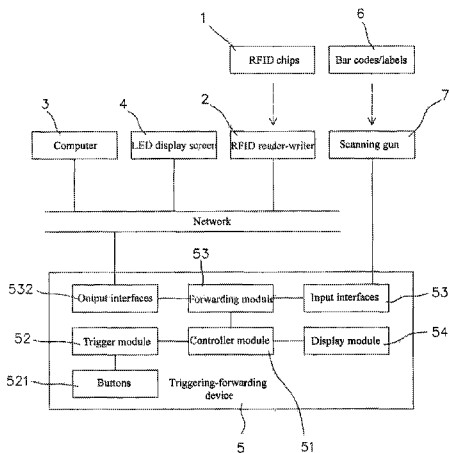 1
6
RFID chips
Bar codes/labels
3
4
2
7
Computer
LED display screen
RFID reader-writer
Scanning gun
Network
53
532
Output interfaces
Forwarding module
Input interfaces
53
52
Trigger module
Controller module
Display module
54
521
Buttons
Triggering-forwarding
device
5
51